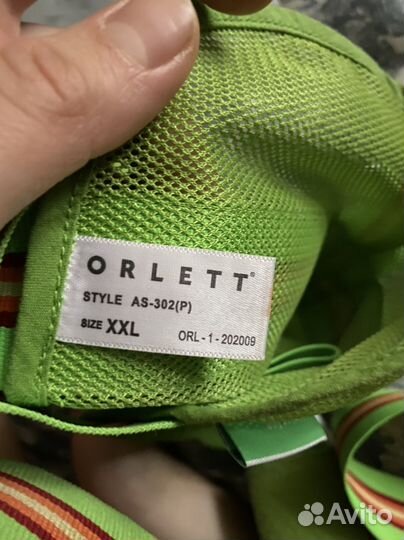 ORLETT®
STYLE AS-302(P)
SIZE XXL
ORL - 1 - 202009
Avito